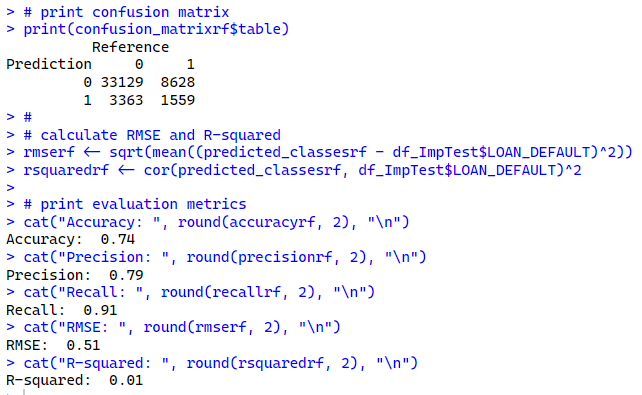 > # print confusion matrix
> print(confusion_matrixrf$table)
          Reference
Prediction     0     1
         0 33129  8628
         1  3363  1559
> #
> # calculate RMSE and R-squared
> rmserf <- sqrt(mean((predicted_classesrf - df_ImpTest$LOAN_DEFAULT)^2))
> rsquaredrf <- cor(predicted_classesrf, df_ImpTest$LOAN_DEFAULT)^2
>
> # print evaluation metrics
> cat("Accuracy: ", round(accuracyrf, 2), "\n")
Accuracy:  0.74
> cat("Precision: ", round(precisionrf, 2), "\n")
Precision:  0.79
> cat("Recall: ", round(recallrf, 2), "\n")
Recall:  0.91
> cat("RMSE: ", round(rmserf, 2), "\n")
RMSE:  0.51
> cat("R-squared: ", round(rsquaredrf, 2), "\n")
R-squared:  0.01